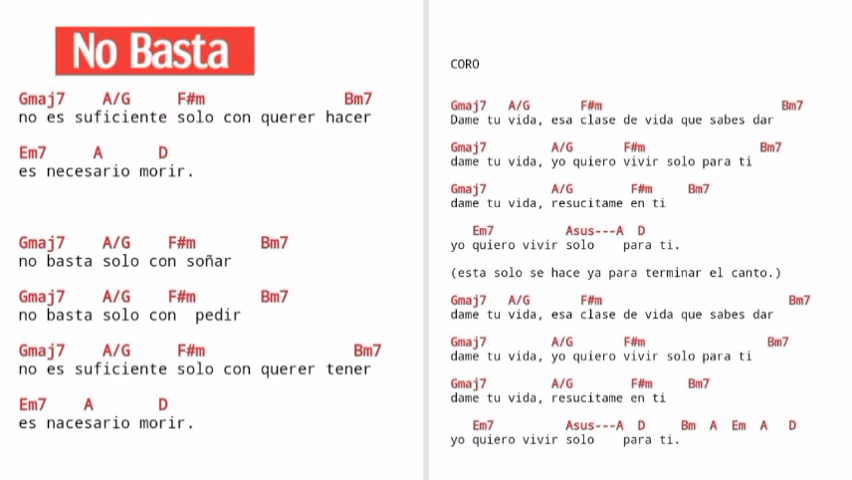 No Basta
Gmaj7 A/G F#m Bm7
no es suficiente solo con querer hacer
Em7 A D
es necesario morir.
Gmaj7 A/G F#m Bm7
no basta solo con soñar
Gmaj7 A/G F#m Bm7
no basta solo con pedir
Gmaj7 A/G F#m Bm7
no es suficiente solo con querer tener
Em7 A D
es nacesario morir.
CORO
Gmaj7 A/G F#m Bm7
Dame tu vida, esa clase de vida que sabes dar
Gmaj7 A/G F#m Bm7
dame tu vida, yo quiero vivir solo para ti
Gmaj7 A/G F#m Bm7
dame tu vida, resucitame en ti
Em7 Asus---A D
yo quiero vivir solo para ti.
(esta solo se hace ya para terminar el canto.)
Gmaj7 A/G F#m Bm7
dame tu vida, esa clase de vida que sabes dar
Gmaj7 A/G F#m Bm7
dame tu vida, yo quiero vivir solo para ti
Gmaj7 A/G F#m Bm7
dame tu vida, resucitame en ti
Em7 Asus---A D Bm A Em A D
yo quiero vivir solo para ti.